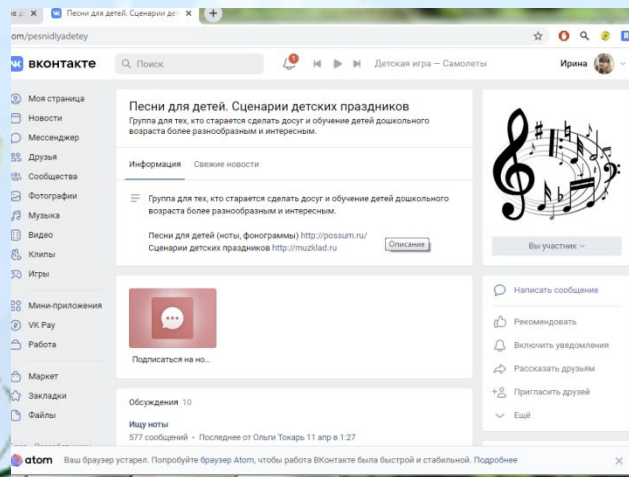 Песни для детей. Сценарии дет
om/pesnidlyadetey
вконтакте
Поиск
1
Детская игра — Самолеты
Ирина
Моя страница
Новости
Мессенджер
Друзья
Сообщества
Фотографии
Музыка
Видео
Клипы
Игры
Мини-приложения
VK Pay
Работа
Маркет
Закладки
Файлы
Песни для детей. Сценарии детских праздников
Группа для тех, кто старается сделать досуг и обучение детей дошкольного
возраста более разнообразным и интересным.
Информация Свежие новости
Группа для тех, кто старается сделать досуг и обучение детей дошкольного
возраста более разнообразным и интересным.
Песни для детей (ноты, фонограммы) http://possum.ru/
Сценарии детских праздников http://muzklad.ru
Описание
Подписаться на но...
Обсуждения 10
Ищу ноты
577 сообщений · Последнее от Ольги Токарь 11 апр в 1:27
Вы участник
Написать сообщение
Рекомендовать
Включить уведомления
Рассказать друзьям
Пригласить друзей
Ещё
atom Ваш браузер устарел. Попробуйте браузер Atom, чтобы работа ВКонтакте была быстрой и стабильной. Подробнее